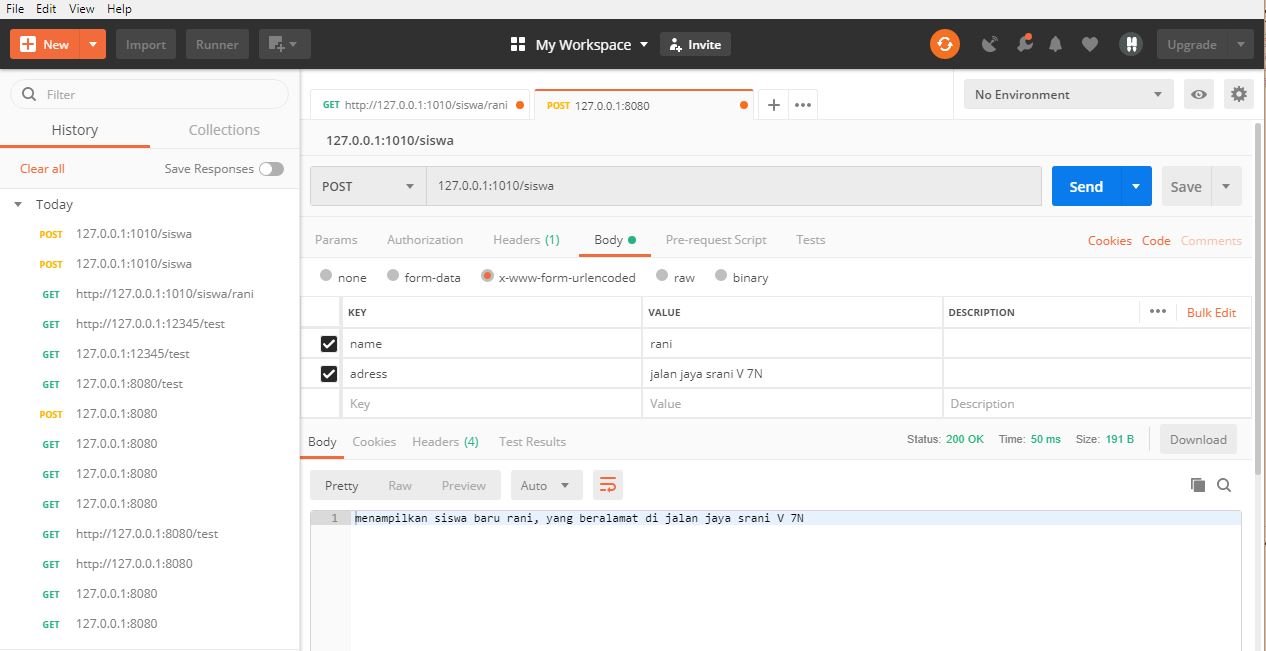 File Edit View Help
New Import Runner My Workspace Invite Upgrade
Filter
History Collections
Clear all Save Responses
Today
POST 127.0.0.1:1010/siswa
POST 127.0.0.1:1010/siswa
GET http://127.0.0.1:1010/siswa/rani
GET http://127.0.0.1:12345/test
GET 127.0.0.1:12345/test
GET 127.0.0.1:8080/test
POST 127.0.0.1:8080
GET 127.0.0.1:8080
GET 127.0.0.1:8080
GET 127.0.0.1:8080
GET http://127.0.0.1:8080/test
GET http://127.0.0.1:8080
GET 127.0.0.1:8080
GET 127.0.0.1:8080
GET http://127.0.0.1:1010/siswa/rani POST 127.0.0.1:8080 No Environment
127.0.0.1:1010/siswa
POST 127.0.0.1:1010/siswa Send Save
Params Authorization Headers (1) Body Pre-request Script Tests Cookies Code Comments
none form-data x-www-form-urlencoded raw binary
KEY VALUE DESCRIPTION Bulk Edit
name rani
adress jalan jaya srani V 7N
Key Value Description
Body Cookies Headers (4) Test Results Status: 200 OK Time: 50 ms Size: 191 B Download
Pretty Raw Preview Auto
1 menampilkan siswa baru rani, yang beralamat di jalan jaya srani V 7N